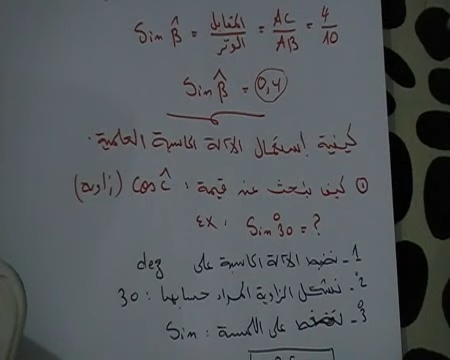 Sin β̂ = المقابل / الوتر = AC / AB = 4 / 10
Sin β̂ = 0,4
كيفية إستعمال الآلة الحاسبة العلمية.
① كيف نبحث عن قيمة: cos Ĉ (زاوية)
EX: Sin 30° = ?
1- نضبط الآلة الحاسبة على deg
2- نشكل الزاوية المراد حسابها: 30
3- نضغط على اللمسة: Sin